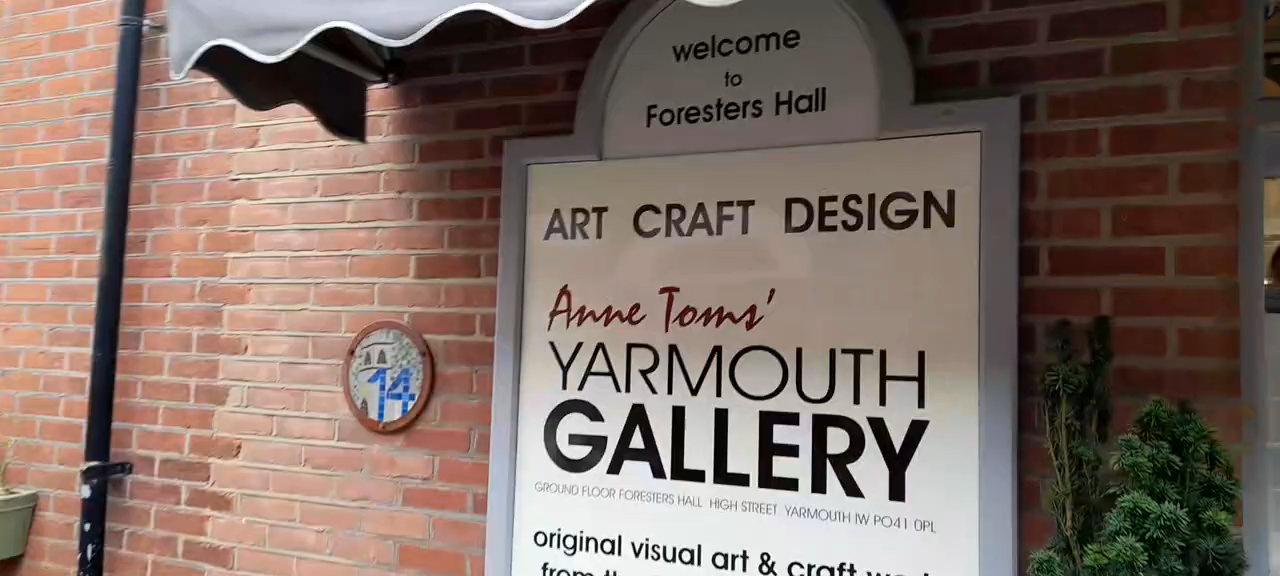 welcome
to
Foresters Hall
ART CRAFT DESIGN
Anne Toms'
YARMOUTH
GALLERY
GROUND FLOOR FORESTERS HALL HIGH STREET YARMOUTH IW PO41 0PL
original visual art & craft
from
14